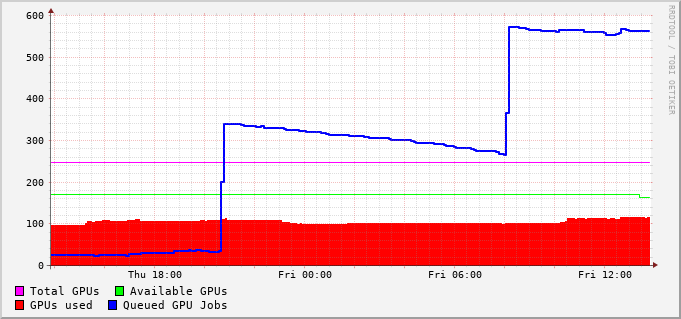 600
500
400
300
200
100
0
Thu 18:00 Fri 00:00 Fri 06:00 Fri 12:00
Total GPUs Available GPUs
GPUs used Queued GPU Jobs
RRDTOOL / TOBI OETIKER